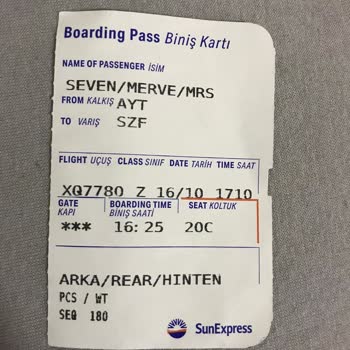 Boarding Pass Biniş Kartı
NAME OF PASSENGER İSİM
SEVEN/MERVE/MRS
FROM KALKIŞ AYT
TO VARIŞ SZF
FLIGHT UÇUŞ CLASS SINIF DATE TARİH TIME SAAT
XQ7780 Z 16/10 1710
GATE BOARDING TIME SEAT KOLTUK
KAPI BİNİŞ SAATİ
*** 16:25 20C
ARKA/REAR/HINTEN
PCS / WT
SEQ 180
SunExpress